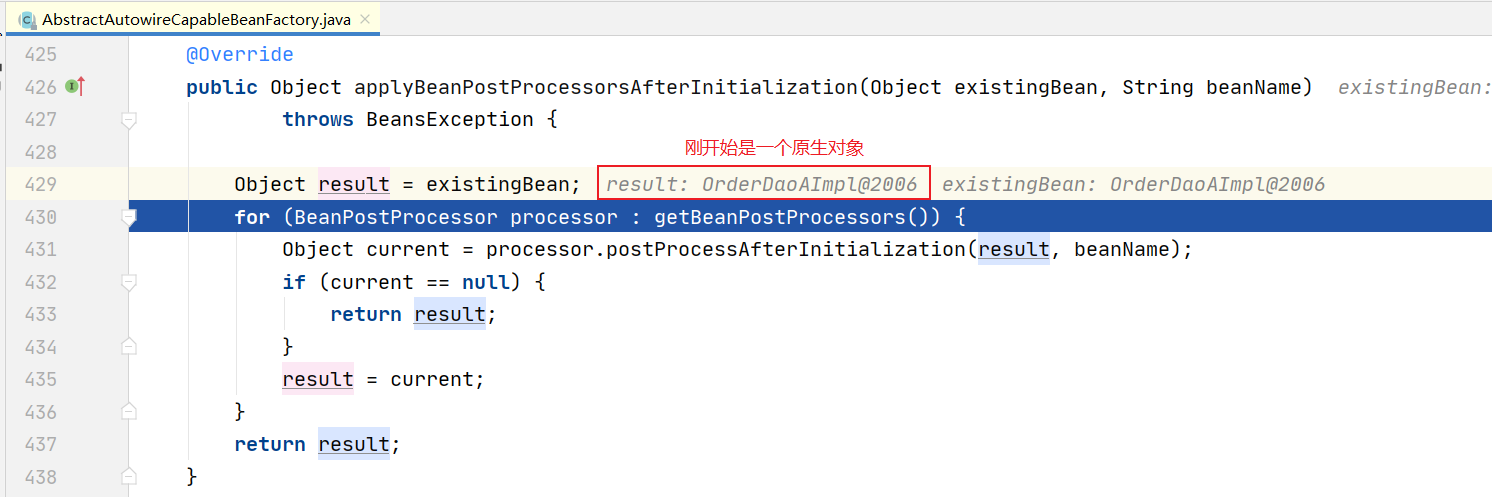 AbstractAutowireCapableBeanFactory.java
425 @Override
426 public Object applyBeanPostProcessorsAfterInitialization(Object existingBean, String beanName) existingBean:
427 throws BeansException {
刚开始是一个原生对象
428
429 Object result = existingBean; result: OrderDaoAImpl@2006 existingBean: OrderDaoAImpl@2006
430 for (BeanPostProcessor processor : getBeanPostProcessors()) {
431 Object current = processor.postProcessAfterInitialization(result, beanName);
432 if (current == null) {
433 return result;
434 }
435 result = current;
436 }
437 return result;
438 }